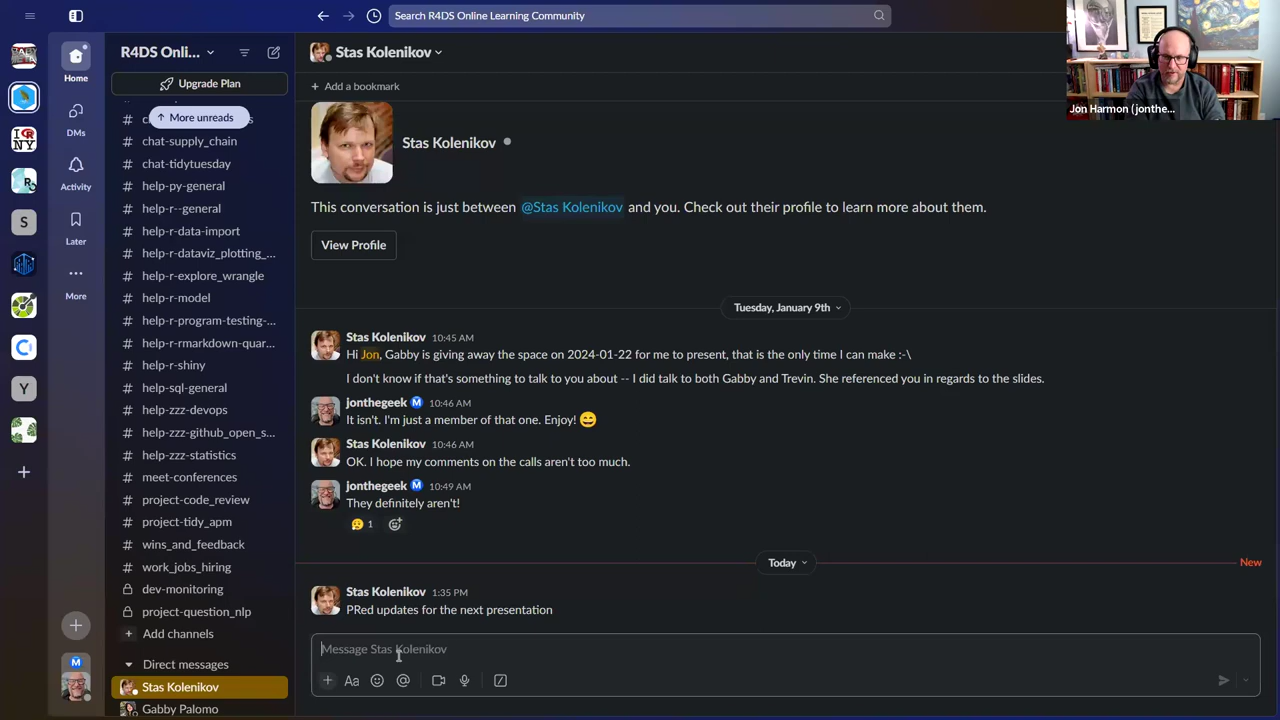 Search R4DS Online Learning Community
R4DS Onli...
Upgrade Plan
More unreads
chat-supply_chain
chat-tidytuesday
help-py-general
help-r--general
help-r-data-import
help-r-dataviz_plotting_...
help-r-explore_wrangle
help-r-model
help-r-program-testing-...
help-r-rmarkdown-quar...
help-r-shiny
help-sql-general
help-zzz-devops
help-zzz-github_open_s...
help-zzz-statistics
meet-conferences
project-code_review
project-tidy_apm
wins_and_feedback
work_jobs_hiring
dev-monitoring
project-question_nlp
Add channels
Direct messages
Stas Kolenikov
Gabby Palomo
Home
DMs
Activity
Later
More
S
Y
Stas Kolenikov
Add a bookmark
Stas Kolenikov
This conversation is just between @Stas Kolenikov and you. Check out their profile to learn more about them.
View Profile
Tuesday, January 9th
Stas Kolenikov 10:45 AM
Hi Jon, Gabby is giving away the space on 2024-01-22 for me to present, that is the only time I can make :-\
I don't know if that's something to talk to you about -- I did talk to both Gabby and Trevin. She referenced you in regards to the slides.
jonthegeek M 10:46 AM
It isn't. I'm just a member of that one. Enjoy! 😄
Stas Kolenikov 10:46 AM
OK. I hope my comments on the calls aren't too much.
jonthegeek M 10:49 AM
They definitely aren't!
1
Today
New
Stas Kolenikov 1:35 PM
PRed updates for the next presentation
Message Stas Kolenikov
Aa
Jon Harmon (jonthe...